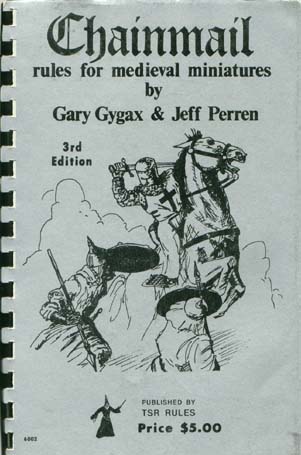 Chainmail
rules for medieval miniatures
by
Gary Gygax & Jeff Perren
3rd
Edition
PUBLISHED BY
TSR RULES
Price $5.00
6002